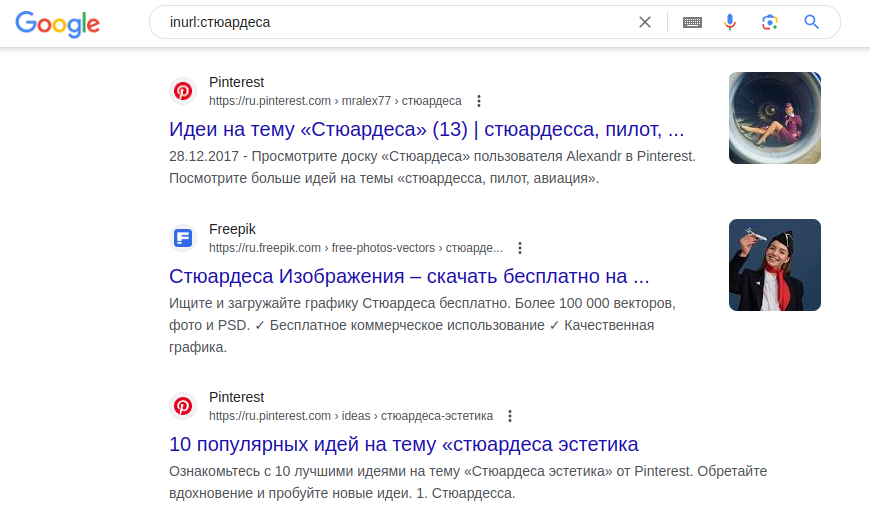 Google
inurl:стюардеса
Pinterest
https://ru.pinterest.com › mralex77 › стюардеса
Идеи на тему «Стюардеса» (13) | стюардесса, пилот, ...
28.12.2017 - Просмотрите доску «Стюардеса» пользователя Alexandr в Pinterest.
Посмотрите больше идей на темы «стюардесса, пилот, авиация».
Freepik
https://ru.freepik.com › free-photos-vectors › стюарде...
Стюардеса Изображения – скачать бесплатно на ...
Ищите и загружайте графику Стюардеса бесплатно. Более 100 000 векторов,
фото и PSD. ✓ Бесплатное коммерческое использование ✓ Качественная
графика.
Pinterest
https://ru.pinterest.com › ideas › стюардеса-эстетика
10 популярных идей на тему «стюардеса эстетика
Ознакомьтесь с 10 лучшими идеями на тему «Стюардеса эстетика» от Pinterest. Обретайте
вдохновение и пробуйте новые идеи. 1. Стюардесса.